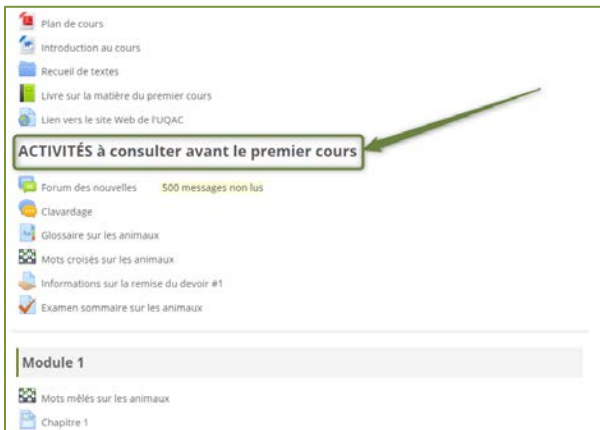 Plan de cours
Introduction au cours
Recueil de textes
Livre sur la matière du premier cours
Lien vers le site Web de l'UQAC
ACTIVITÉS à consulter avant le premier cours
Forum des nouvelles 500 messages non lus
Clavardage
Glossaire sur les animaux
Mots croisés sur les animaux
Informations sur la remise du devoir #1
Examen sommaire sur les animaux
Module 1
Mots mêlés sur les animaux
Chapitre 1